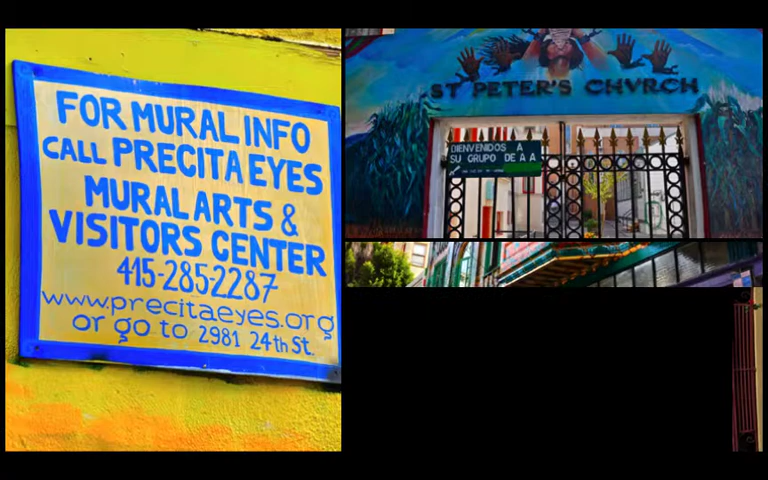 FOR MURAL INFO
CALL PRECITA EYES
MURAL ARTS &
VISITORS CENTER
415-285-2287
www.precitaeyes.org
or go to 2981 24th St.
ST PETER'S CHVRCH
BIENVENIDOS A
SU GRUPO DE A A